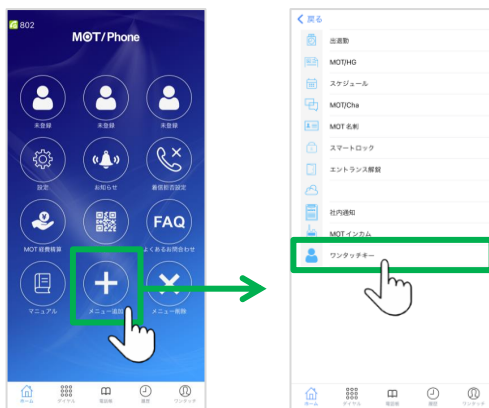 802
MOT/Phone
未登録
未登録
未登録
設定
お知らせ
着信拒否設定
MOT経費精算
FAQ
よくあるお問合わせ
マニュアル
メニュー追加
メニュー削除
ホーム
ダイヤル
電話帳
履歴
ワンタッチ
戻る
出退勤
MOT/HG
スケジュール
MOT/Cha
MOT 名刺
スマートロック
エントランス解錠
社内通知
MOT インカム
ワンタッチキー
ホーム
ダイヤル
電話帳
履歴
ワンタッチ